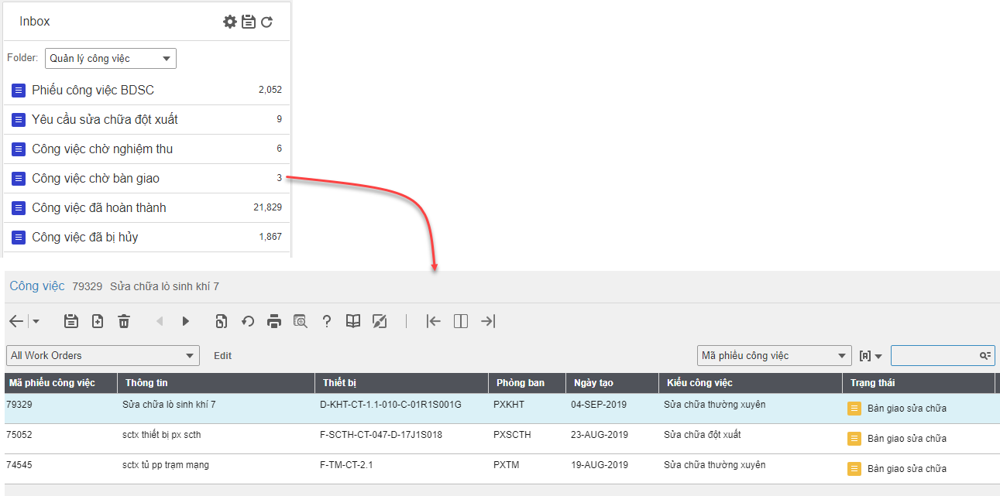 Inbox
Folder: Quản lý công việc
Phiếu công việc BDSC 2,052
Yêu cầu sửa chữa đột xuất 9
Công việc chờ nghiệm thu 6
Công việc chờ bàn giao 3
Công việc đã hoàn thành 21,829
Công việc đã bị hủy 1,867
Công việc 79329 Sửa chữa lò sinh khí 7
All Work Orders Edit Mã phiếu công việc [A]
Mã phiếu công việc Thông tin Thiết bị Phòng ban Ngày tạo Kiểu công việc Trạng thái
79329 Sửa chữa lò sinh khí 7 D-KHT-CT-1.1-010-C-01R1S001G PXKHT 04-SEP-2019 Sửa chữa thường xuyên Bàn giao sửa chữa
75052 sctx thiết bị px scth F-SCTH-CT-047-D-17J1S018 PXSCTH 23-AUG-2019 Sửa chữa đột xuất Bàn giao sửa chữa
74545 sctx tủ pp trạm mạng F-TM-CT-2.1 PXTM 19-AUG-2019 Sửa chữa thường xuyên Bàn giao sửa chữa